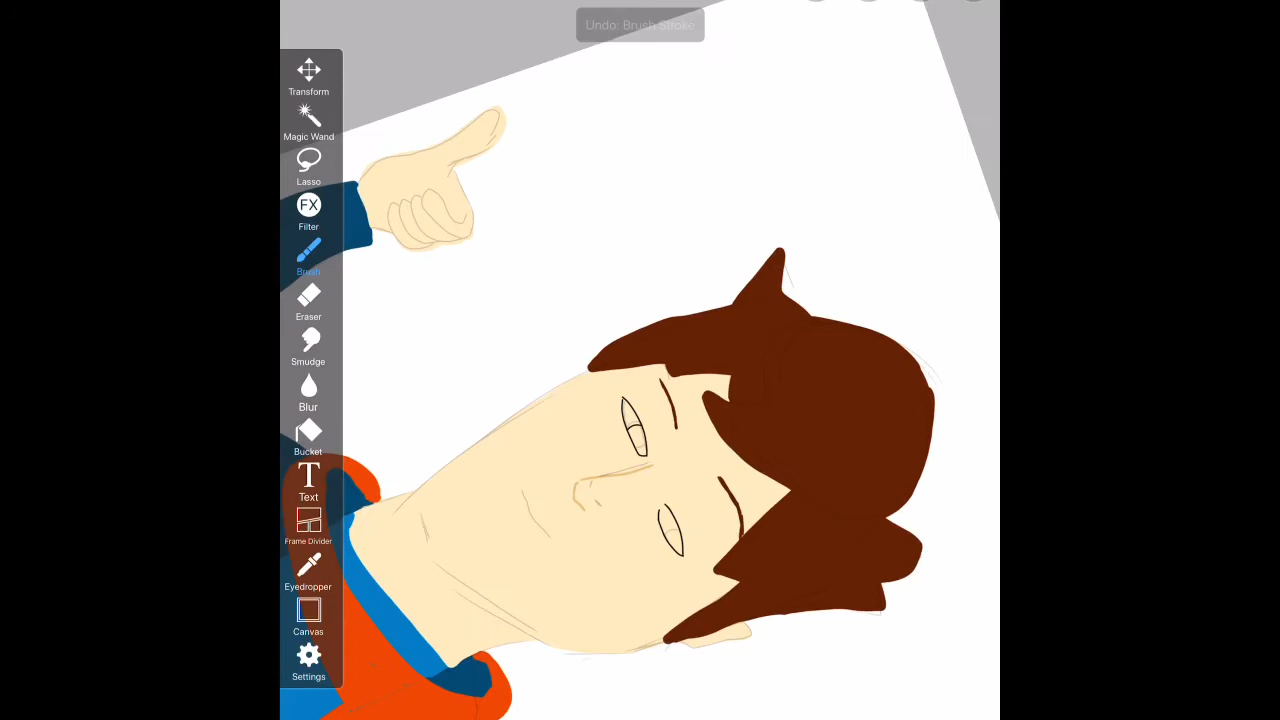 Undo: Brush Stroke
Transform
Magic Wand
Lasso
FX
Filter
Brush
Eraser
Smudge
Blur
Bucket
T
Text
Frame Divider
Eyedropper
Canvas
Settings